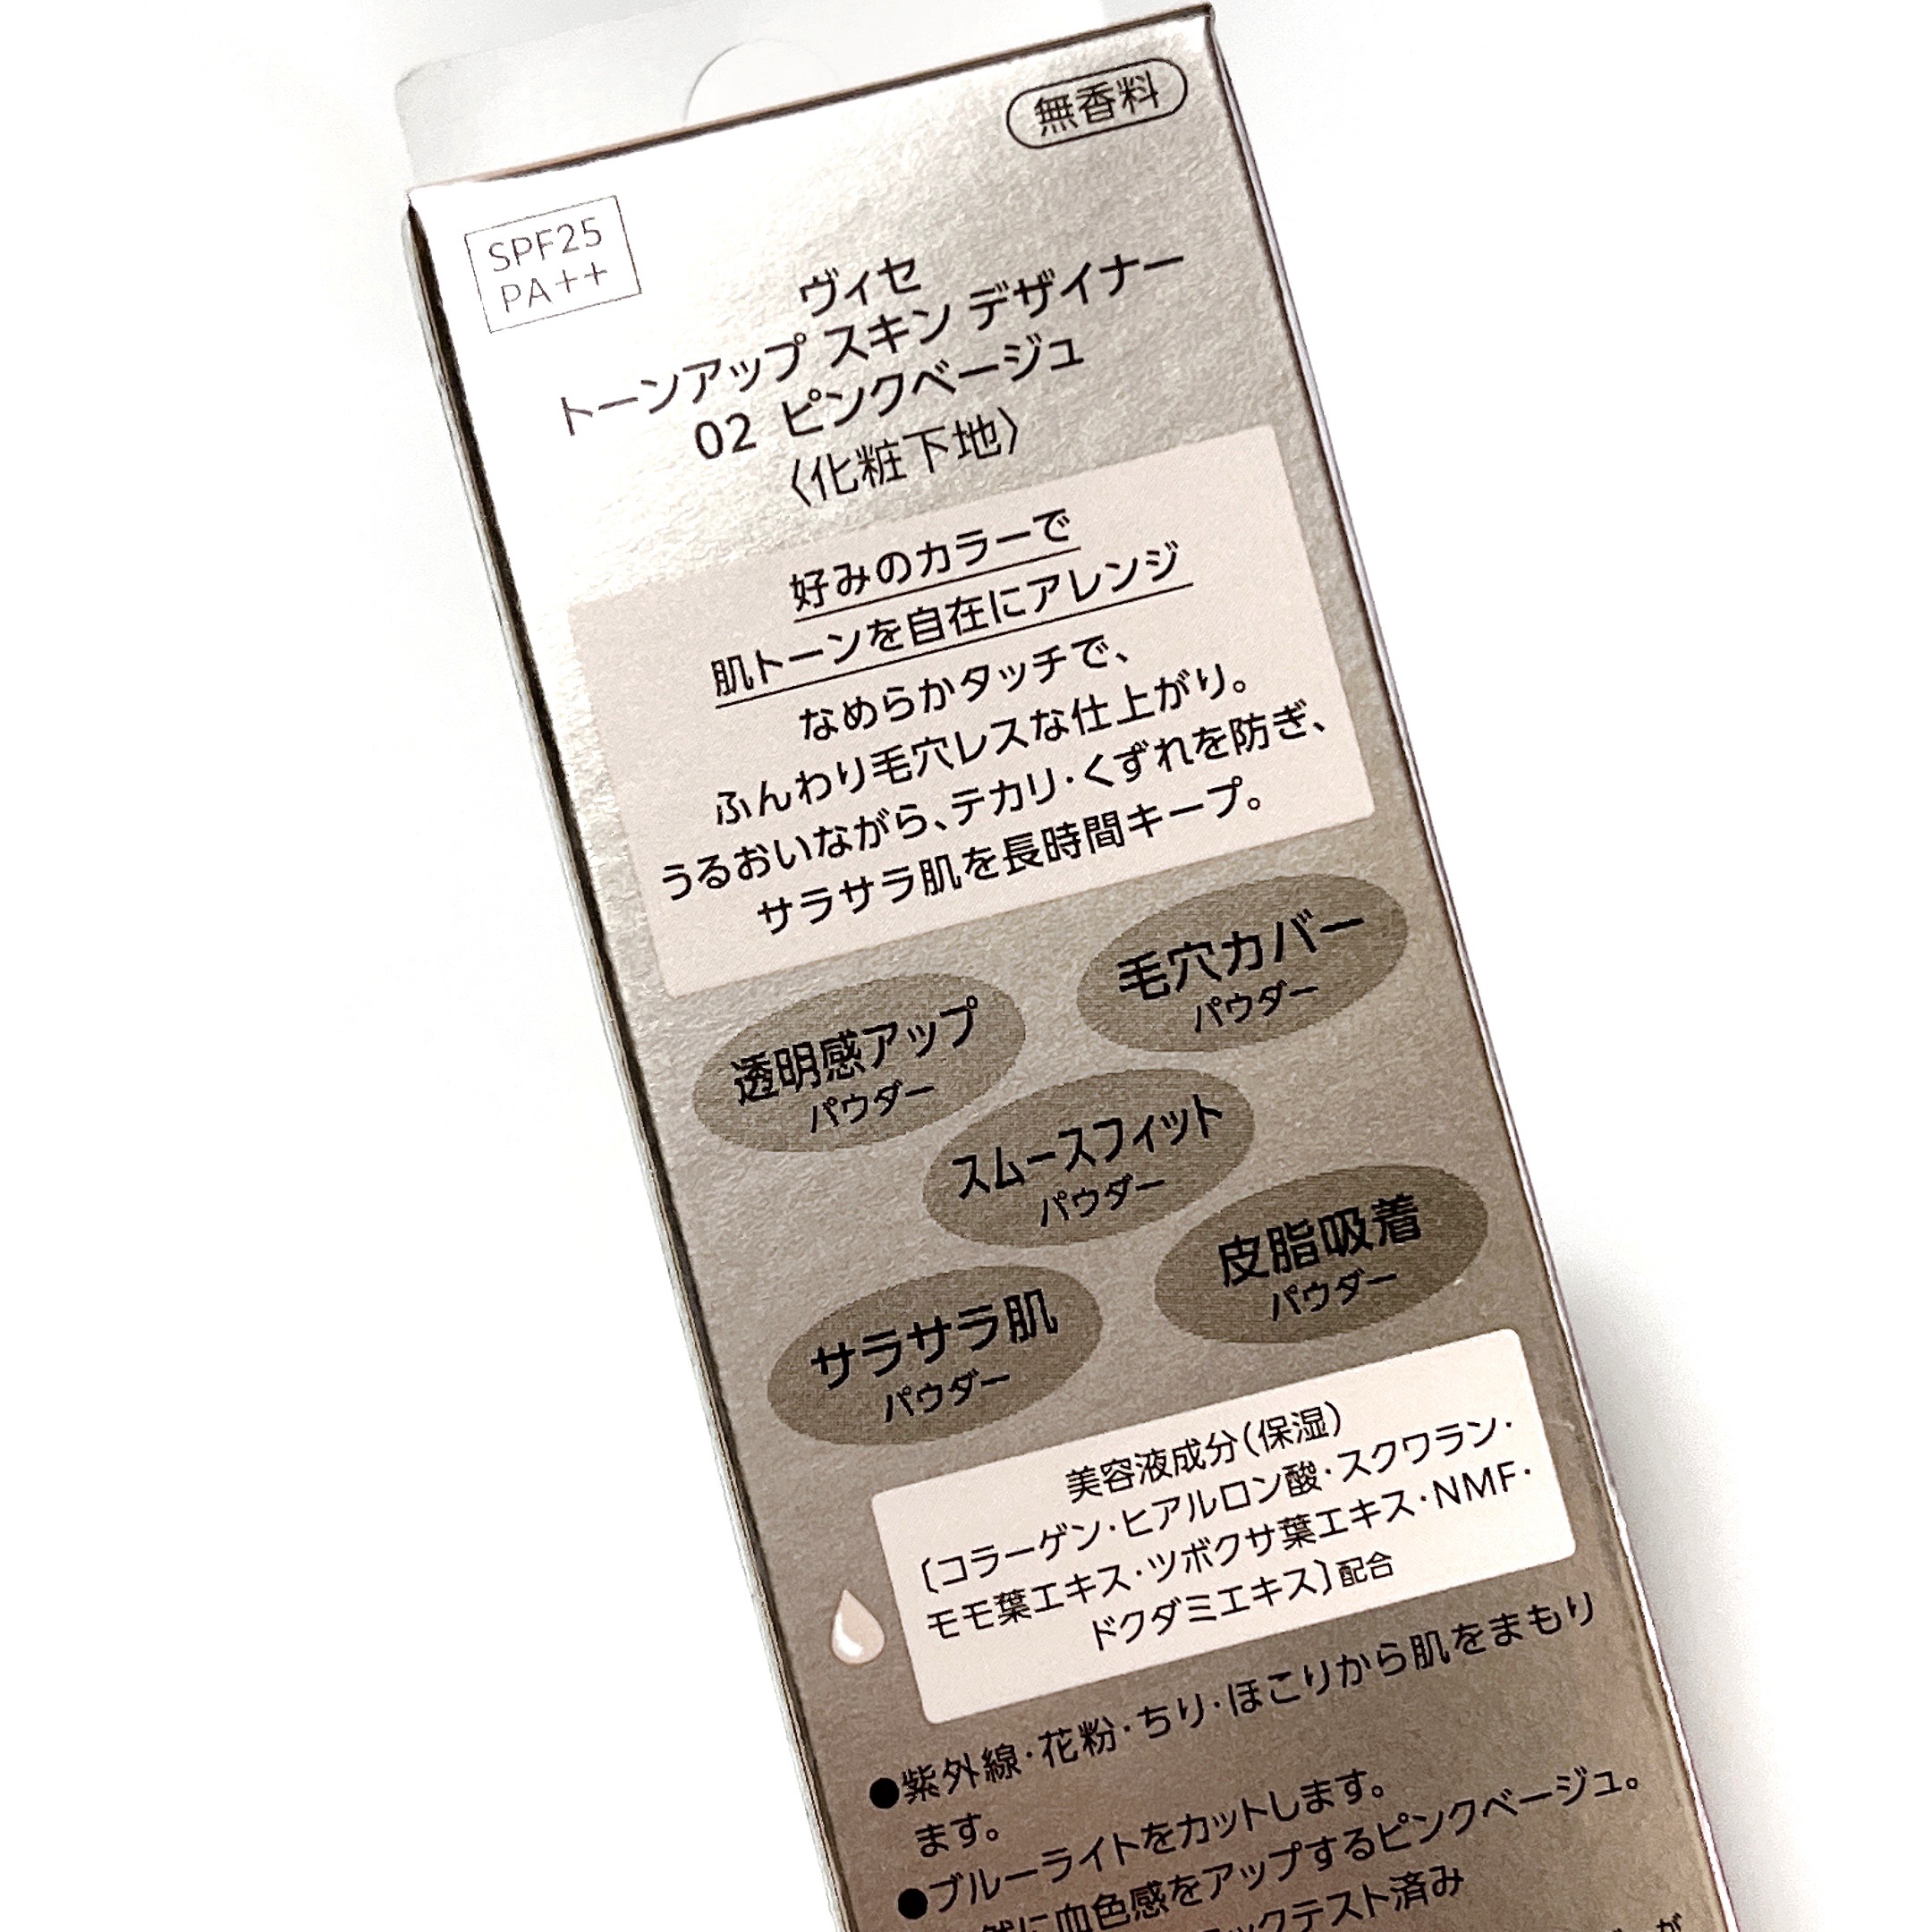 無香料
SPF25
PA++
ヴィセ
トーンアップ スキン デザイナー
02 ピンクベージュ
〈化粧下地〉
好みのカラーで
肌トーンを自在にアレンジ
なめらかタッチで、
ふんわり毛穴レスな仕上がり。
うるおいながら、テカリ・くずれを防ぎ、
サラサラ肌を長時間キープ。
毛穴カバー
パウダー
透明感アップ
パウダー
スムースフィット
パウダー
皮脂吸着
パウダー
サラサラ肌
パウダー
美容液成分(保湿)
〔コラーゲン・ヒアルロン酸・スクワラン・
モモ葉エキス・ツボクサ葉エキス・NMF・
ドクダミエキス〕配合
●紫外線・花粉・ちり・ほこりから肌をまもり
ます。
●ブルーライトをカットします。
然に血色感をアップするピンクベージュ。
ックテスト済み